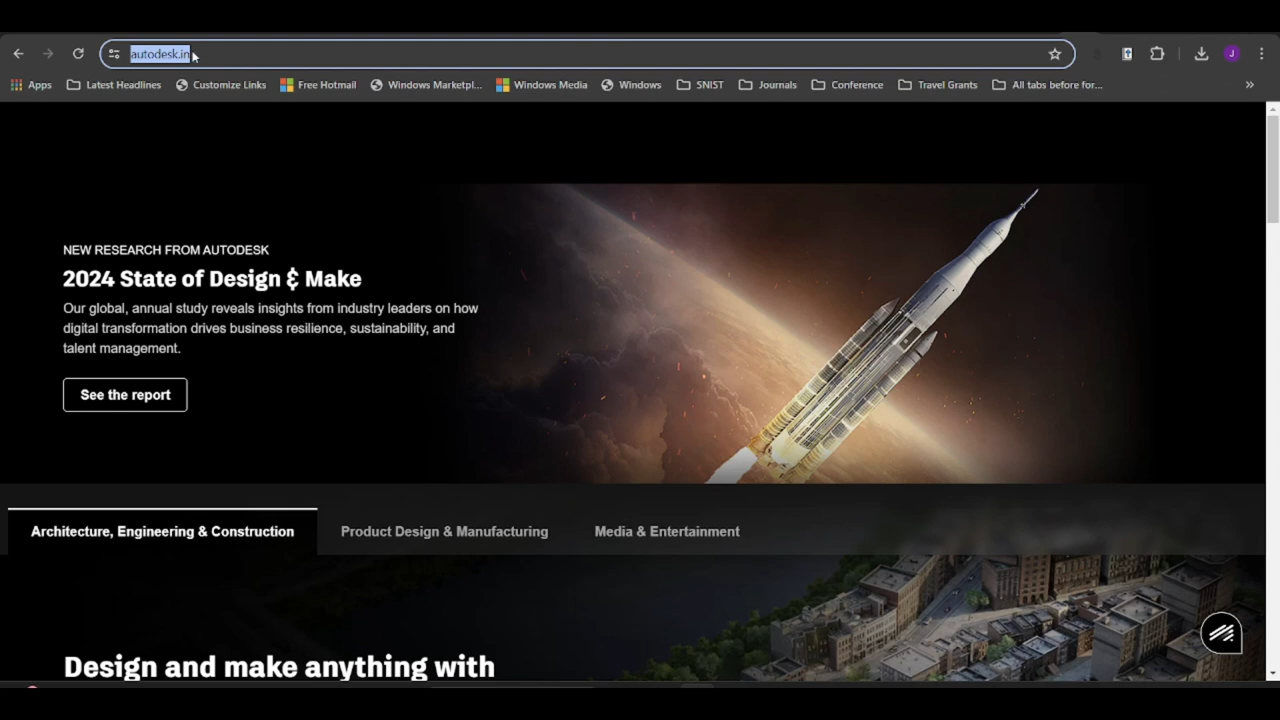 autodesk.in
J
Apps Latest Headlines Customize Links Free Hotmail Windows Marketpl... Windows Media Windows SNIST Journals Conference Travel Grants All tabs before for... »
NEW RESEARCH FROM AUTODESK
2024 State of Design & Make
Our global, annual study reveals insights from industry leaders on how
digital transformation drives business resilience, sustainability, and
talent management.
See the report
Architecture, Engineering & Construction Product Design & Manufacturing Media & Entertainment
Design and make anything with